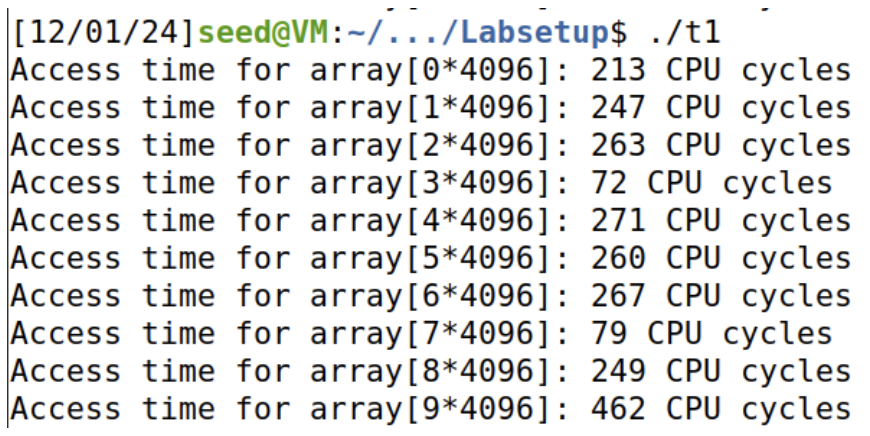 [12/01/24]seed@VM:~/.../Labsetup$ ./t1
Access time for array[0*4096]: 213 CPU cycles
Access time for array[1*4096]: 247 CPU cycles
Access time for array[2*4096]: 263 CPU cycles
Access time for array[3*4096]: 72 CPU cycles
Access time for array[4*4096]: 271 CPU cycles
Access time for array[5*4096]: 260 CPU cycles
Access time for array[6*4096]: 267 CPU cycles
Access time for array[7*4096]: 79 CPU cycles
Access time for array[8*4096]: 249 CPU cycles
Access time for array[9*4096]: 462 CPU cycles